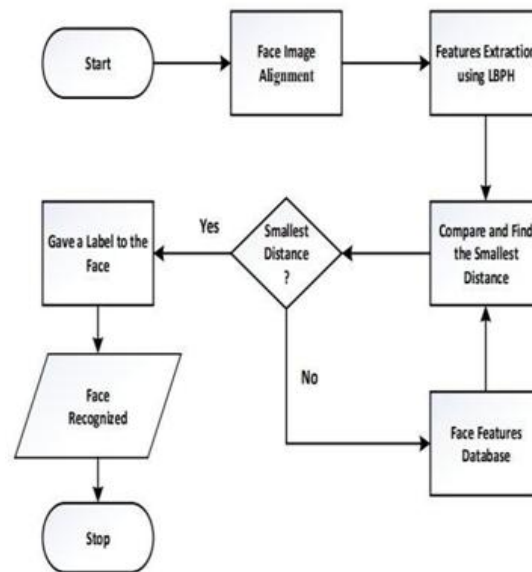 Start
Face Image
Alignment
Features Extraction
using LBPH
Compare and Find
the Smallest
Distance
Smallest
Distance
?
Yes
Gave a Label to the
Face
No
Face Features
Database
Face
Recognized
Stop